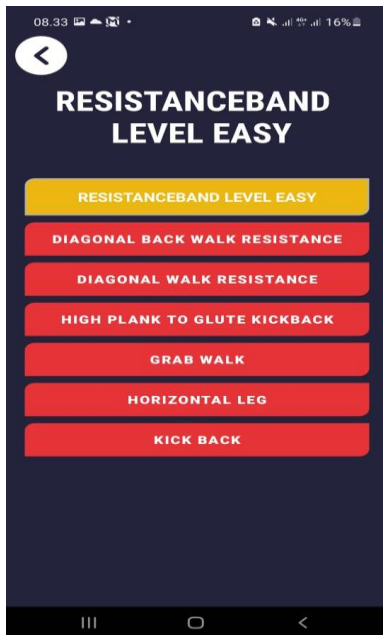 08.33 16%
RESISTANCEBAND
LEVEL EASY
RESISTANCEBAND LEVEL EASY
DIAGONAL BACK WALK RESISTANCE
DIAGONAL WALK RESISTANCE
HIGH PLANK TO GLUTE KICKBACK
GRAB WALK
HORIZONTAL LEG
KICK BACK